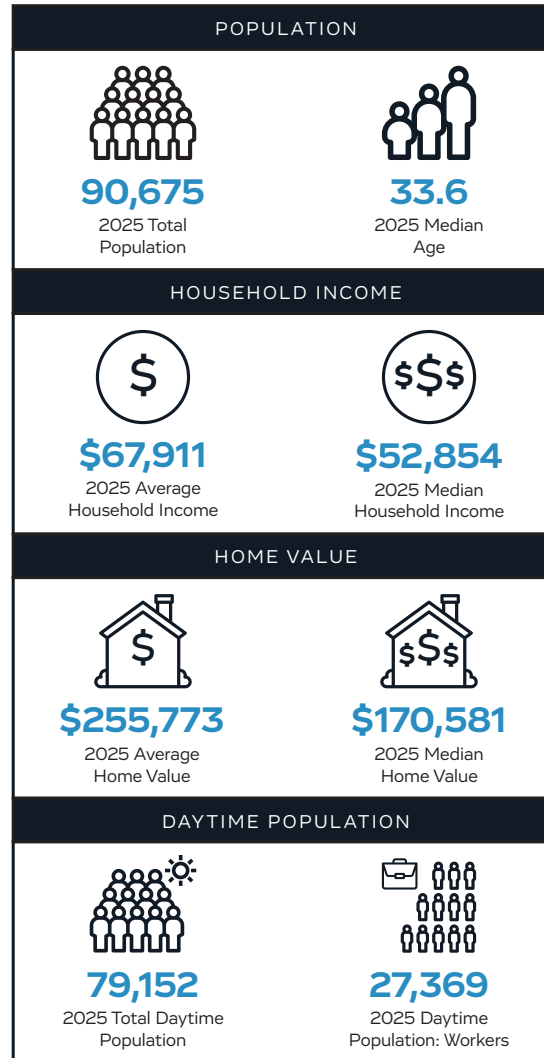 POPULATION
90,675
2025 Total
Population
33.6
2025 Median
Age
HOUSEHOLD INCOME
$
$67,911
2025 Average
Household Income
$$$
$52,854
2025 Median
Household Income
HOME VALUE
$
$255,773
2025 Average
Home Value
$$$
$170,581
2025 Median
Home Value
DAYTIME POPULATION
79,152
2025 Total Daytime
Population
27,369
2025 Daytime
Population: Workers